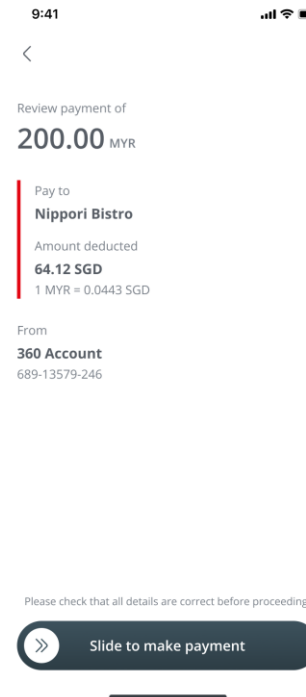 9:41
Review payment of
200.00 MYR
Pay to
Nippori Bistro
Amount deducted
64.12 SGD
1 MYR = 0.0443 SGD
From
360 Account
689-13579-246
Please check that all details are correct before proceeding
Slide to make payment